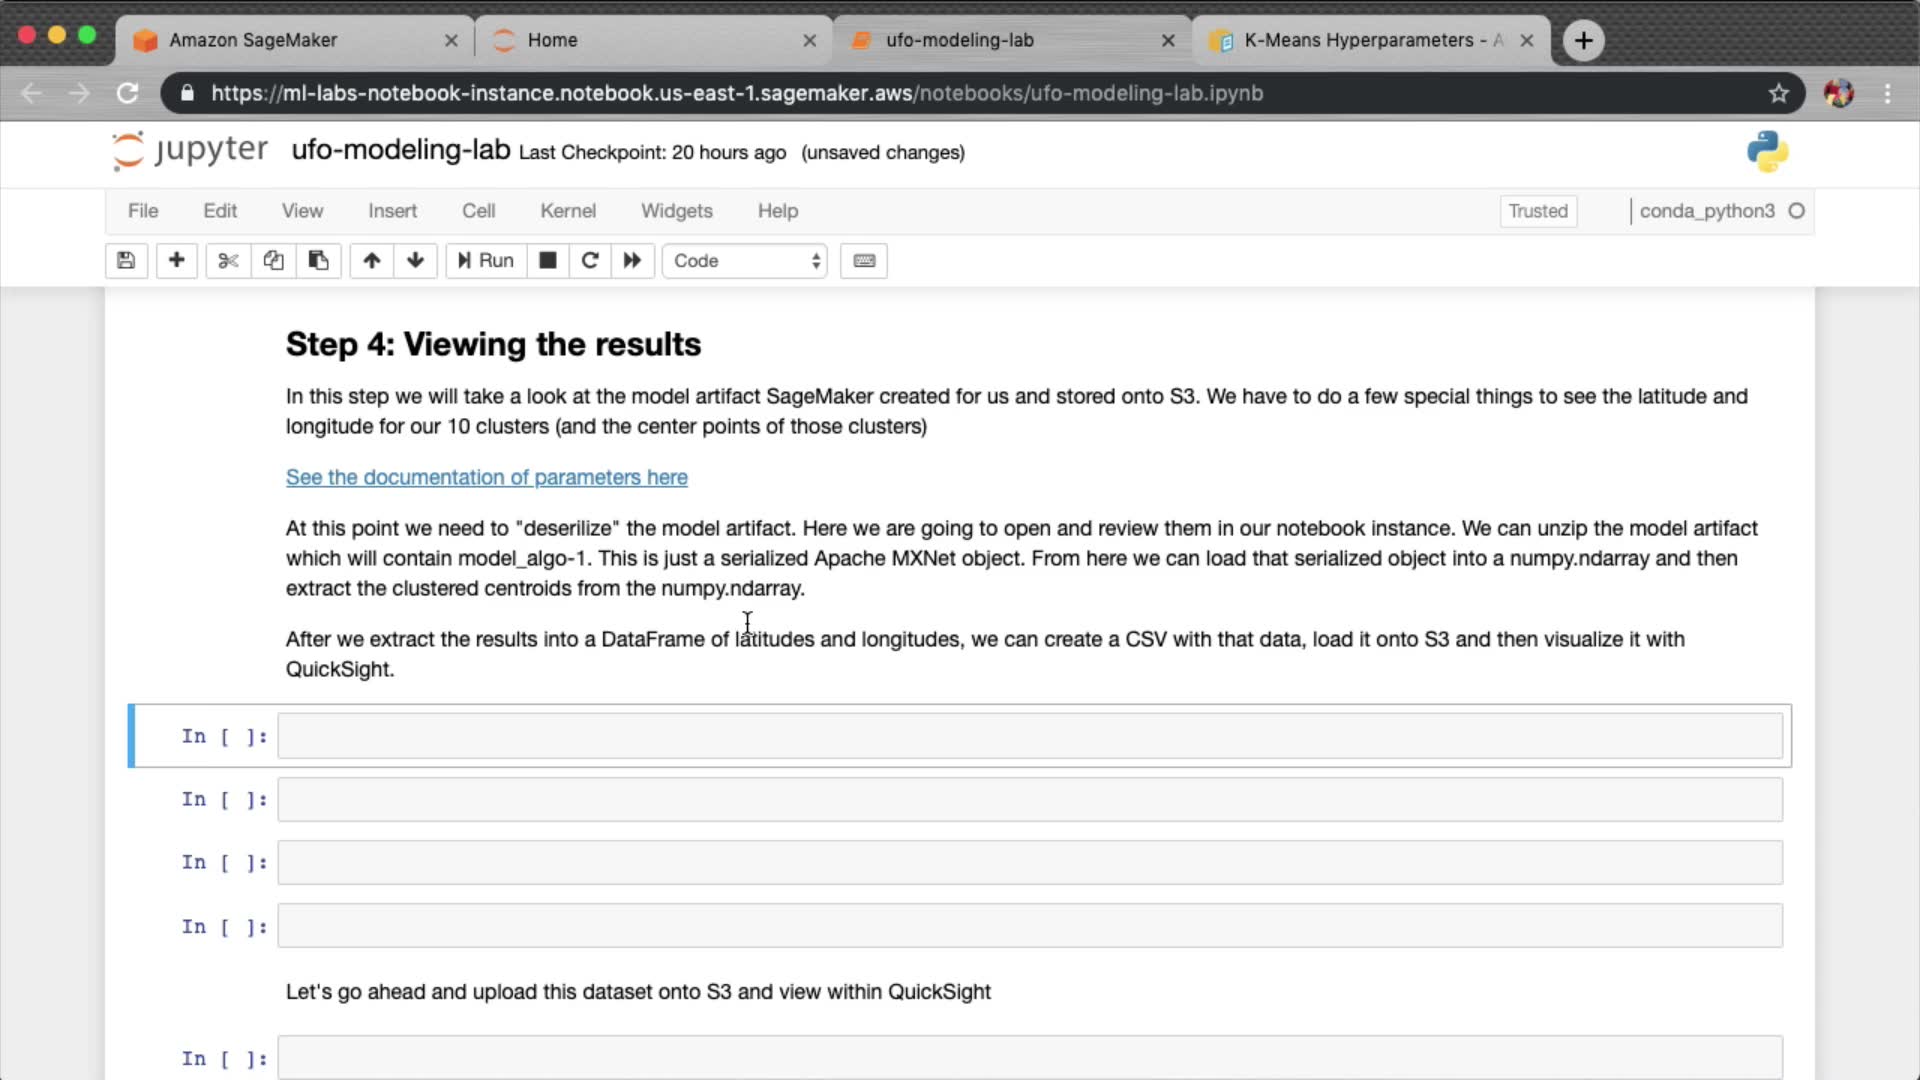 Amazon SageMaker
Home
ufo-modeling-lab
K-Means Hyperparameters - A
https://ml-labs-notebook-instance.notebook.us-east-1.sagemaker.aws/notebooks/ufo-modeling-lab.ipynb
jupyter ufo-modeling-lab Last Checkpoint: 20 hours ago (unsaved changes)
File Edit View Insert Cell Kernel Widgets Help Trusted conda_python3
Run Code
Step 4: Viewing the results
In this step we will take a look at the model artifact SageMaker created for us and stored onto S3. We have to do a few special things to see the latitude and
longitude for our 10 clusters (and the center points of those clusters)
See the documentation of parameters here
At this point we need to "deserilize" the model artifact. Here we are going to open and review them in our notebook instance. We can unzip the model artifact
which will contain model_algo-1. This is just a serialized Apache MXNet object. From here we can load that serialized object into a numpy.ndarray and then
extract the clustered centroids from the numpy.ndarray.
After we extract the results into a DataFrame of latitudes and longitudes, we can create a CSV with that data, load it onto S3 and then visualize it with
QuickSight.
In [ ]:
In [ ]:
In [ ]:
In [ ]:
Let's go ahead and upload this dataset onto S3 and view within QuickSight
In [ ]: